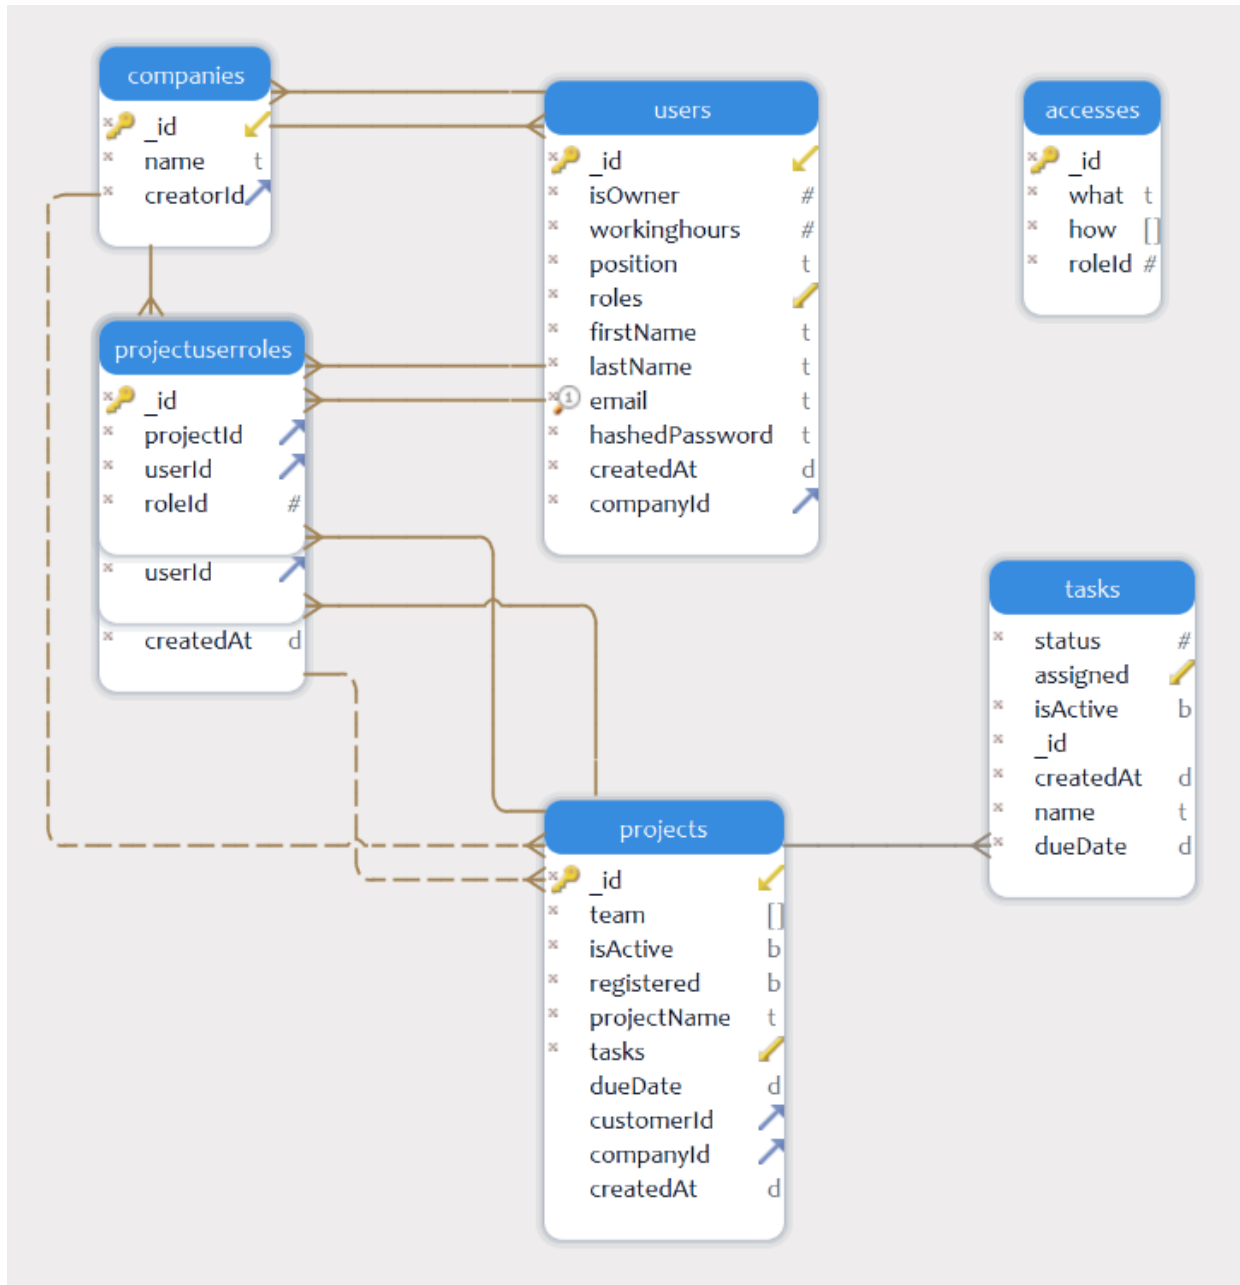 companies
_id
name t
creatorId
users
_id
isOwner #
workinghours #
position t
roles
firstName t
lastName t
1 email t
hashedPassword t
createdAt d
companyId
accesses
_id
what t
how []
roleId #
projectuserroles
_id
projectId
userId
roleId #
userId
createdAt d
tasks
status #
assigned
isActive b
_id
createdAt d
name t
dueDate d
projects
_id
team []
isActive b
registered b
projectName t
tasks
dueDate d
customerId
companyId
createdAt d